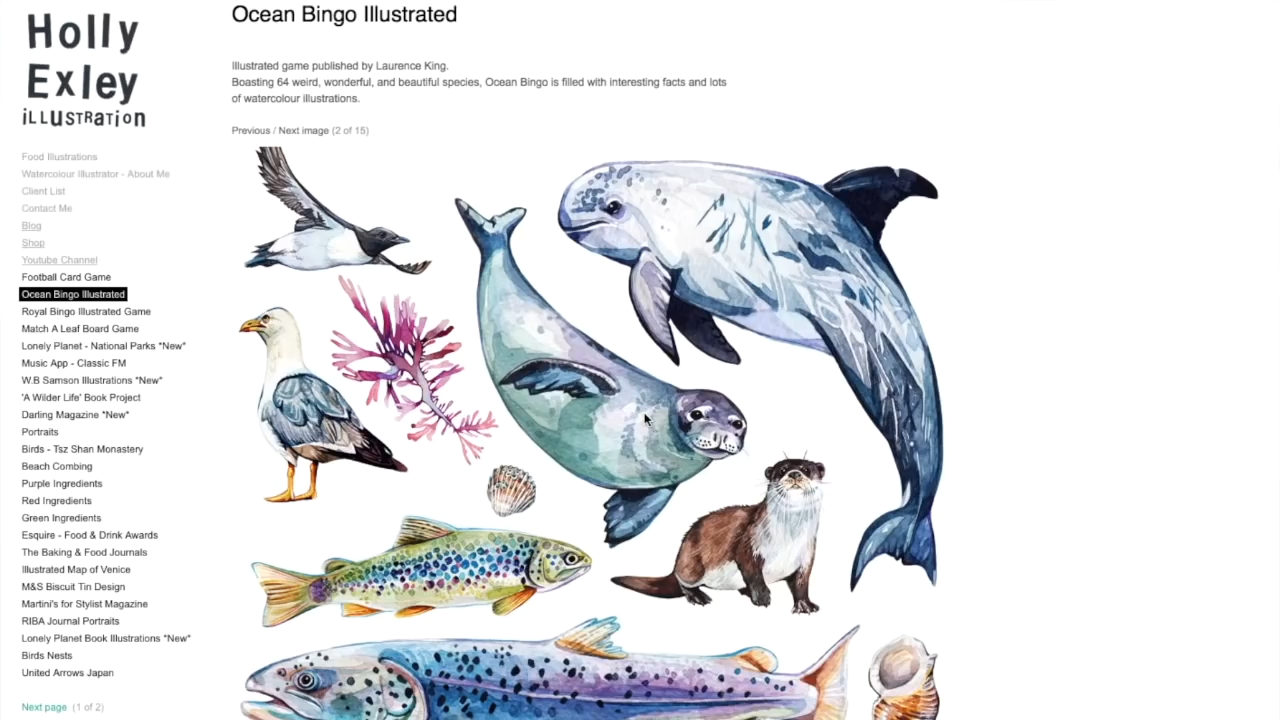 Holly
Exley
iLLUSTRaTioN
Food Illustrations
Watercolour Illustrator - About Me
Client List
Contact Me
Blog
Shop
Youtube Channel
Football Card Game
Ocean Bingo Illustrated
Royal Bingo Illustrated Game
Match A Leaf Board Game
Lonely Planet - National Parks *New*
Music App - Classic FM
W.B Samson Illustrations *New*
'A Wilder Life' Book Project
Darling Magazine *New*
Portraits
Birds - Tsz Shan Monastery
Beach Combing
Purple Ingredients
Red Ingredients
Green Ingredients
Esquire - Food & Drink Awards
The Baking & Food Journals
Illustrated Map of Venice
M&S Biscuit Tin Design
Martini's for Stylist Magazine
RIBA Journal Portraits
Lonely Planet Book Illustrations *New*
Birds Nests
United Arrows Japan
Next page (1 of 2)
Ocean Bingo Illustrated
Illustrated game published by Laurence King.
Boasting 64 weird, wonderful, and beautiful species, Ocean Bingo is filled with interesting facts and lots
of watercolour illustrations.
Previous / Next image (2 of 15)